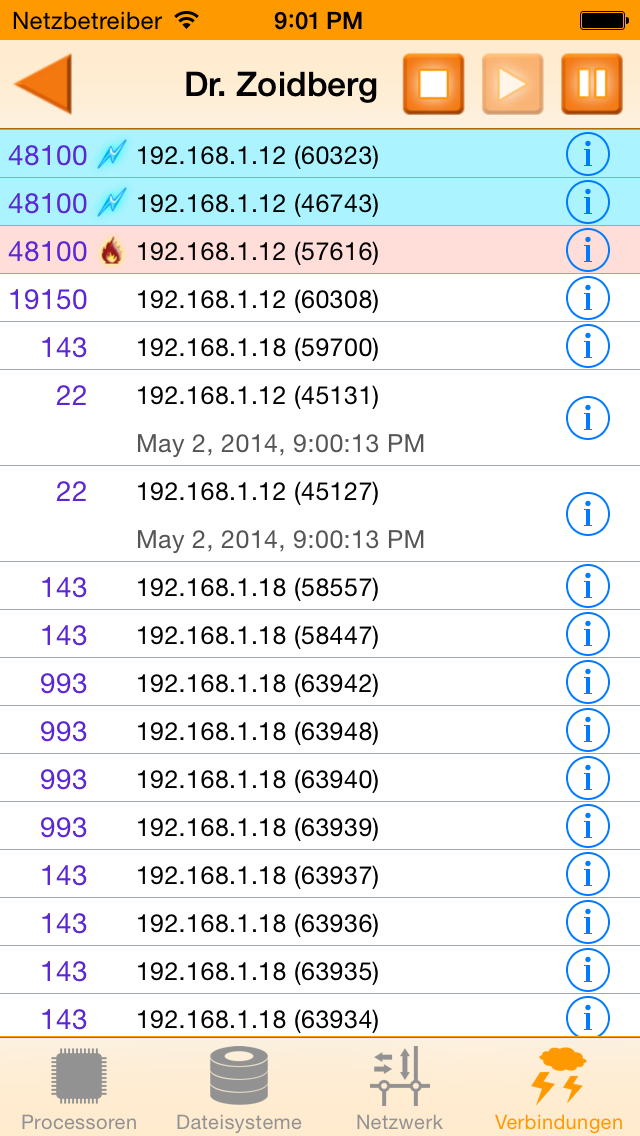 Netzbetreiber 9:01 PM
Dr. Zoidberg
48100 192.168.1.12 (60323) i
48100 192.168.1.12 (46743) i
48100 192.168.1.12 (57616) i
19150 192.168.1.12 (60308) i
143 192.168.1.18 (59700) i
22 192.168.1.12 (45131) i
May 2, 2014, 9:00:13 PM
22 192.168.1.12 (45127) i
May 2, 2014, 9:00:13 PM
143 192.168.1.18 (58557) i
143 192.168.1.18 (58447) i
993 192.168.1.18 (63942) i
993 192.168.1.18 (63948) i
993 192.168.1.18 (63940) i
993 192.168.1.18 (63939) i
143 192.168.1.18 (63937) i
143 192.168.1.18 (63936) i
143 192.168.1.18 (63935) i
143 192.168.1.18 (63934) i
Processoren Dateisysteme Netzwerk Verbindungen